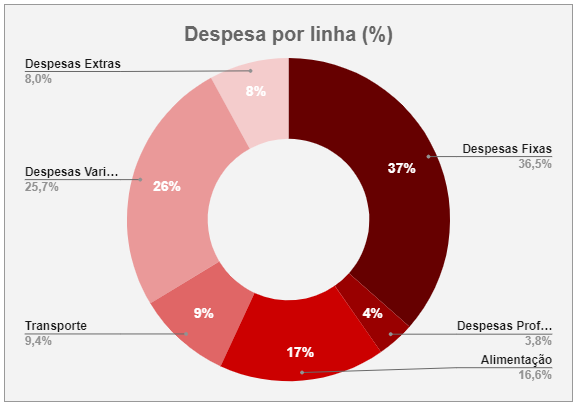 Despesa por linha (%)
Despesas Extras
8,0%
8%
Despesas Fixas
36,5%
37%
Despesas Vari...
25,7%
26%
Transporte
9,4%
9%
4%
Despesas Prof...
3,8%
17%
Alimentação
16,6%